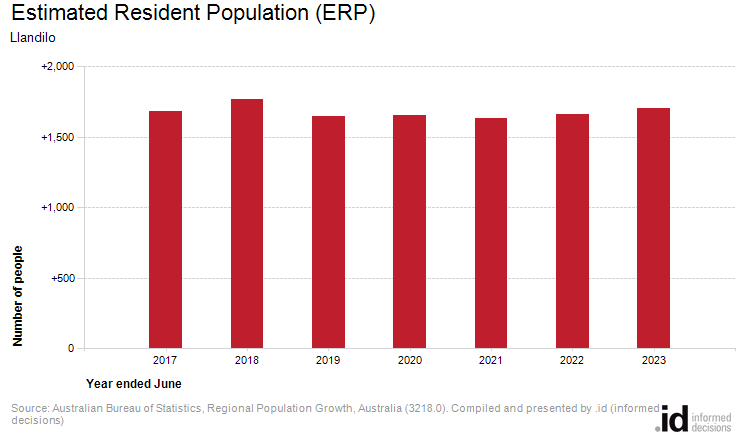 Estimated Resident Population (ERP)
Llandilo
+2,000
+1,500
+1,000
+500
0
Number of people
2017 2018 2019 2020 2021 2022 2023
Year ended June
Source: Australian Bureau of Statistics, Regional Population Growth, Australia (3218.0). Compiled and presented by .id (informed
decisions)
.id informed
decisions